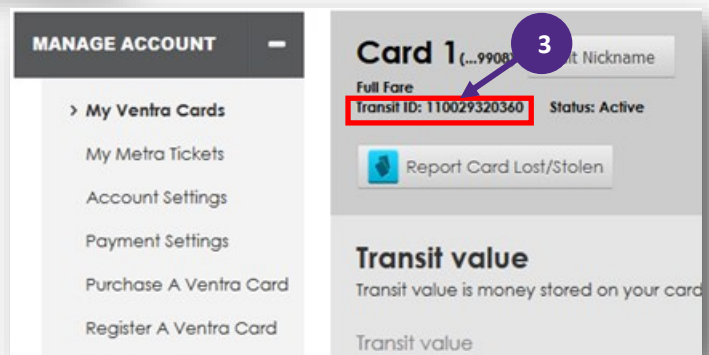 MANAGE ACCOUNT –
> My Ventra Cards
My Metra Tickets
Account Settings
Payment Settings
Purchase A Ventra Card
Register A Ventra Card
Card 1 (...9908)
3
Nickname
Full Fare
Transit ID: 110029320360 Status: Active
Report Card Lost/Stolen
Transit value
Transit value is money stored on your card
Transit value